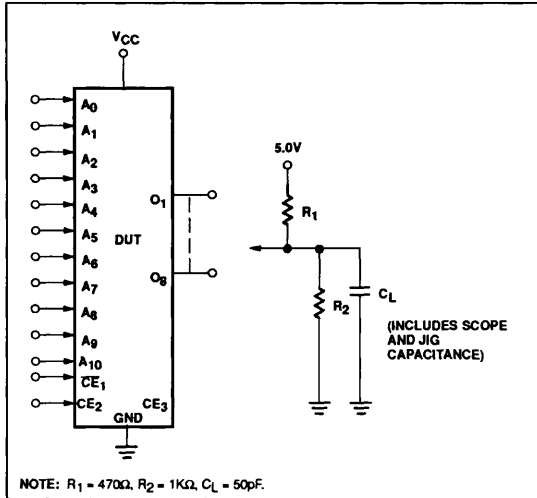 VCC
A0
A1
A2
A3
A4
A5
A6
A7
A8
A9
A10
CE1
CE2
CE3
GND
DUT
O1
O8
5.0V
R1
R2
CL
(INCLUDES SCOPE
AND JIG
CAPACITANCE)
NOTE: R1 = 470Ω, R2 = 1KΩ, CL = 50pF.